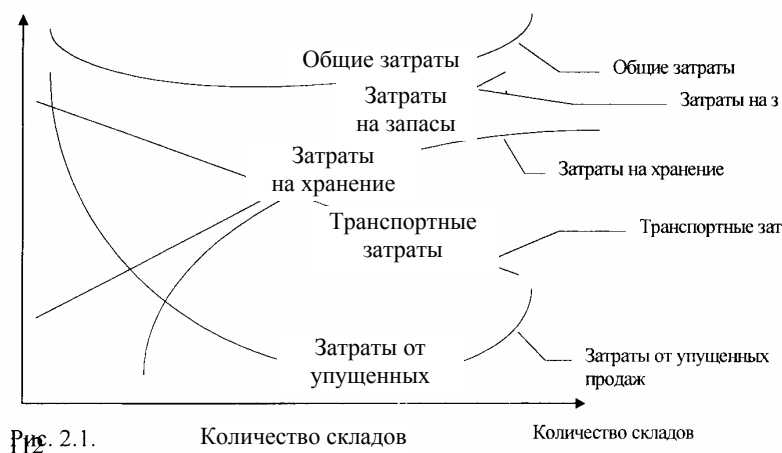 Общие затраты
Общие затраты
Затраты
на запасы
Затраты на з
Затраты
на хранение
Затраты на хранение
Транспортные
затраты
Транспортные зат
Затраты от
упущенных
Затраты от упущенных
продаж
Рис. 2.1.
112
Количество складов
Количество складов